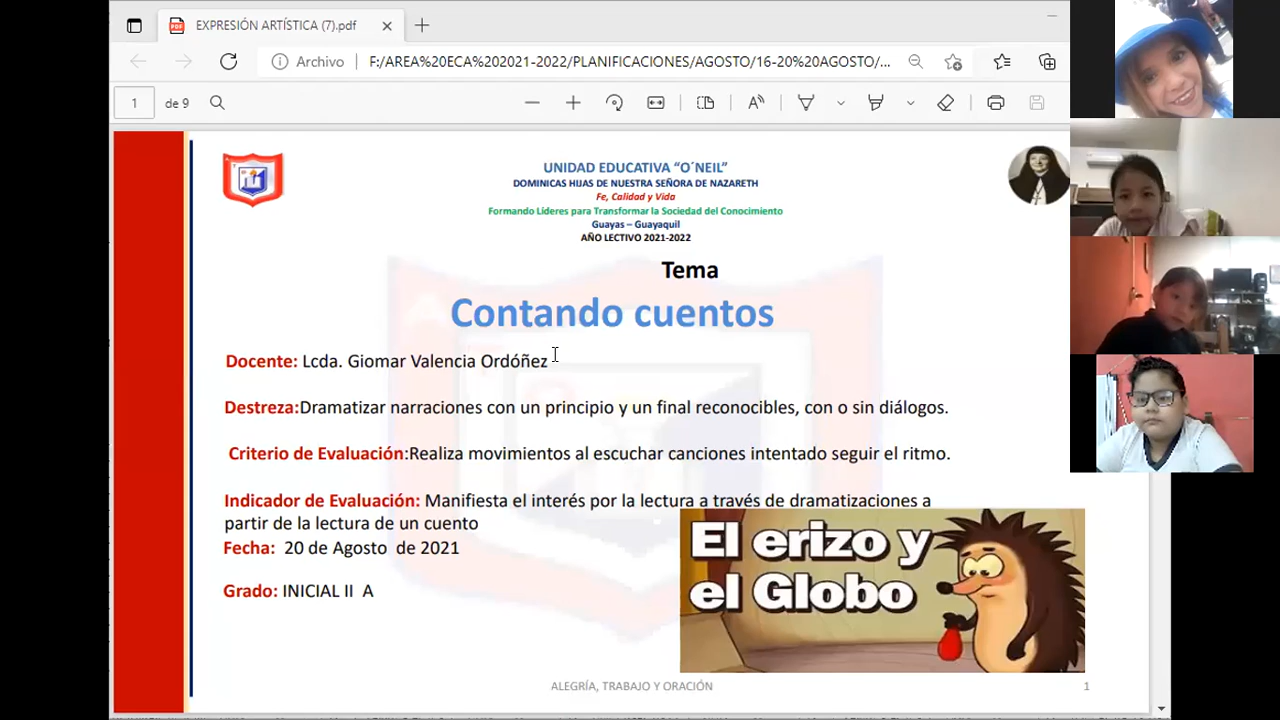 EXPRESIÓN ARTÍSTICA (7).pdf
Archivo
F:/AREA%20ECA%202021-2022/PLANIFICACIONES/AGOSTO/16-20%20AGOSTO/...
1 de 9
UNIDAD EDUCATIVA “O´NEIL”
DOMINICAS HIJAS DE NUESTRA SEÑORA DE NAZARETH
Fe, Calidad y Vida
Formando Líderes para Transformar la Sociedad del Conocimiento
Guayas – Guayaquil
AÑO LECTIVO 2021-2022
Tema
Contando cuentos
Docente: Lcda. Giomar Valencia Ordóñez
Destreza:Dramatizar narraciones con un principio y un final reconocibles, con o sin diálogos.
Criterio de Evaluación:Realiza movimientos al escuchar canciones intentado seguir el ritmo.
Indicador de Evaluación: Manifiesta el interés por la lectura a través de dramatizaciones a
partir de la lectura de un cuento
Fecha: 20 de Agosto de 2021
Grado: INICIAL II A
El erizo y
el Globo
ALEGRÍA, TRABAJO Y ORACIÓN
1